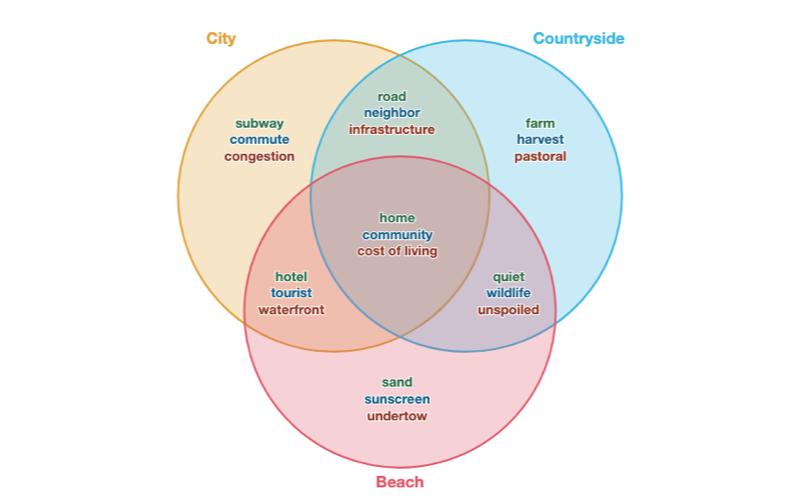 City
Countryside
road
neighbor
infrastructure
subway
commute
congestion
farm
harvest
pastoral
home
community
cost of living
hotel
tourist
waterfront
quiet
wildlife
unspoiled
sand
sunscreen
undertow
Beach